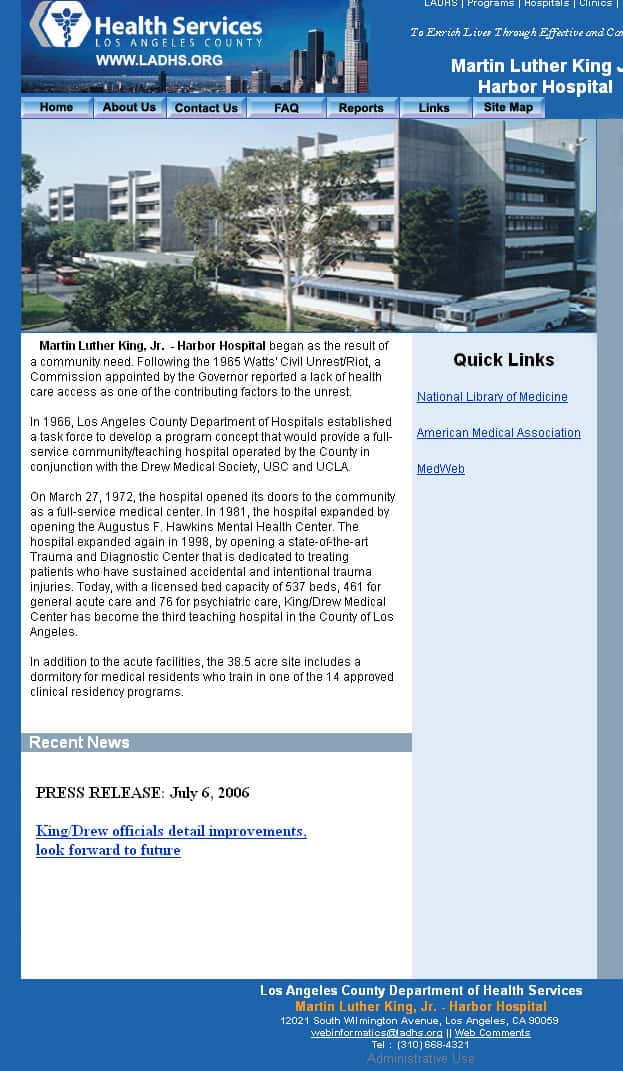 LADHS | Programs | Hospitals | Clinics |
Health Services
LOS ANGELES COUNTY
To Enrich Lives Through Effective and
WWW.LADHS.ORG
Martin Luther King
Harbor Hospital
Home About Us Contact Us FAQ Reports Links Site Map
Martin Luther King, Jr. - Harbor Hospital began as the result of
a community need. Following the 1965 Watts' Civil Unrest/Riot, a
Commission appointed by the Governor reported a lack of health
care access as one of the contributing factors to the unrest.
In 1966, Los Angeles County Department of Hospitals established
a task force to develop a program concept that would provide a full-
service community/teaching hospital operated by the County in
conjunction with the Drew Medical Society, USC and UCLA.
On March 27, 1972, the hospital opened its doors to the community
as a full-service medical center. In 1981, the hospital expanded by
opening the Augustus F. Hawkins Mental Health Center. The
hospital expanded again in 1998, by opening a state-of-the-art
Trauma and Diagnostic Center that is dedicated to treating
patients who have sustained accidental and intentional trauma
injuries. Today, with a licensed bed capacity of 537 beds, 461 for
general acute care and 76 for psychiatric care, King/Drew Medical
Center has become the third teaching hospital in the County of Los
Angeles.
In addition to the acute facilities, the 38.5 acre site includes a
dormitory for medical residents who train in one of the 14 approved
clinical residency programs.
Quick Links
National Library of Medicine
American Medical Association
MedWeb
Recent News
PRESS RELEASE: July 6, 2006
King/Drew officials detail improvements,
look forward to future
Los Angeles County Department of Health Services
Martin Luther King, Jr. - Harbor Hospital
12021 South Wilmington Avenue, Los Angeles, CA 90059
webinformatics@ladhs.org || Web Comments
Tel : (310) 668-4321
Administrative Use